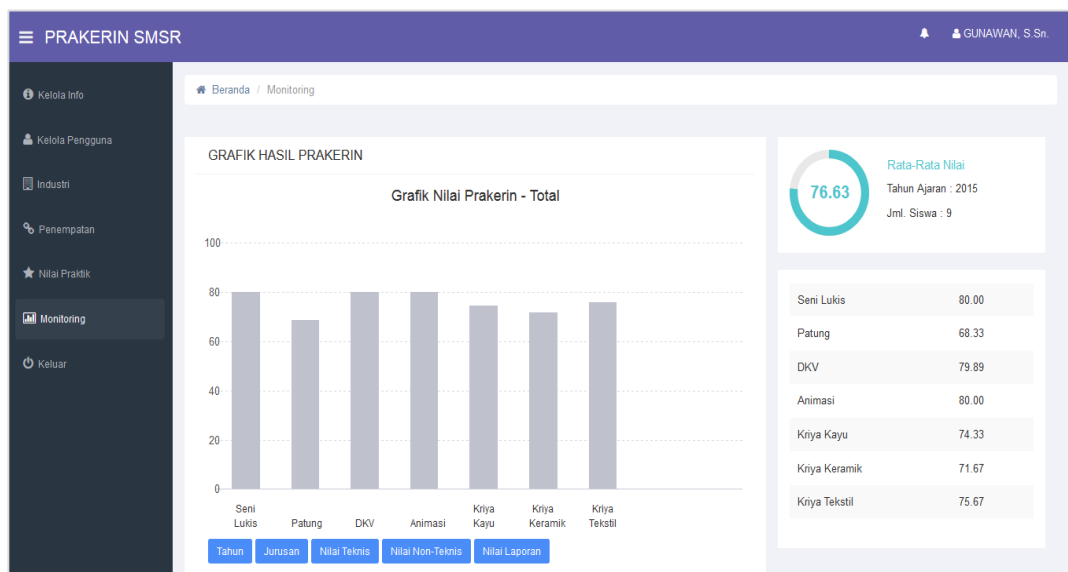 PRAKERIN SMSR
GUNAWAN, S.Sn.
Kelola Info
Kelola Pengguna
Industri
Penempatan
Nilai Praktik
Monitoring
Keluar
Beranda / Monitoring
GRAFIK HASIL PRAKERIN
Grafik Nilai Prakerin - Total
100
80
60
40
20
0
Seni Lukis
Patung
DKV
Animasi
Kriya Kayu
Kriya Keramik
Kriya Tekstil
Tahun Jurusan Nilai Teknis Nilai Non-Teknis Nilai Laporan
76.63
Rata-Rata Nilai
Tahun Ajaran : 2015
Jml. Siswa : 9
Seni Lukis 80.00
Patung 68.33
DKV 79.89
Animasi 80.00
Kriya Kayu 74.33
Kriya Keramik 71.67
Kriya Tekstil 75.67